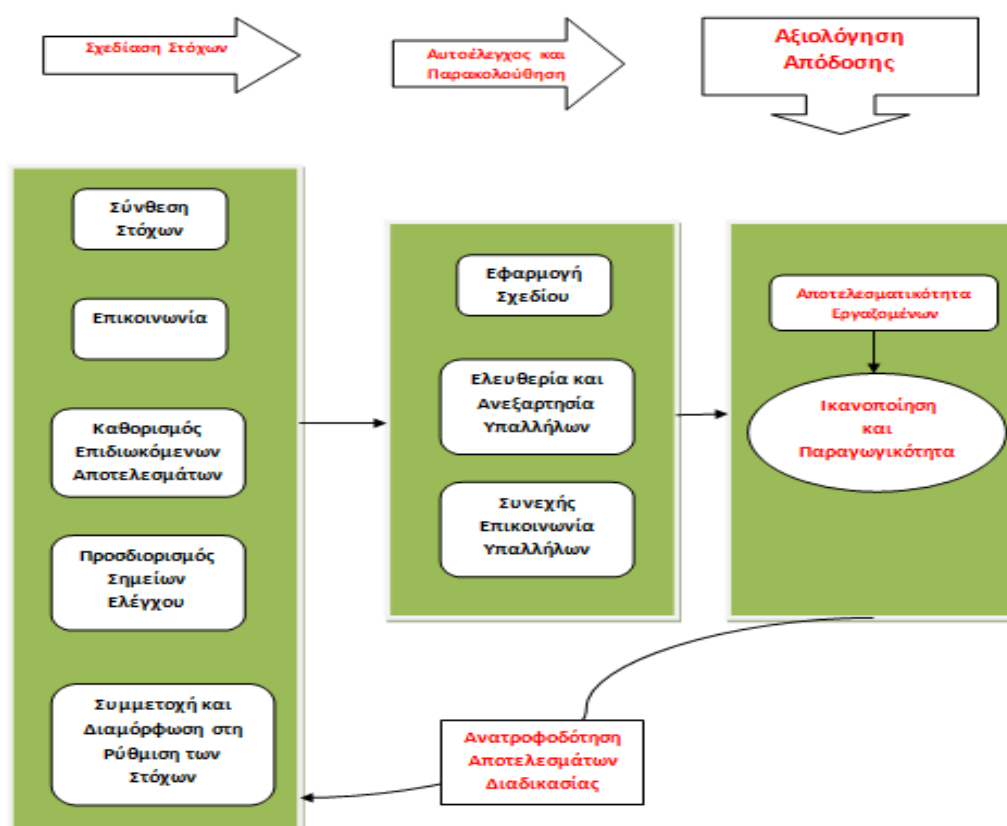 Σχεδίαση Στόχων
Αυτοέλεγχος και
Παρακολούθηση
Αξιολόγηση
Απόδοσης
Σύνθεση
Στόχων
Επικοινωνία
Καθορισμός
Επιδιωκόμενων
Αποτελεσμάτων
Προσδιορισμός
Σημείων
Ελέγχου
Συμμετοχή και
Διαμόρφωση στη
Ρύθμιση των
Στόχων
Εφαρμογή
Σχεδίου
Ελευθερία και
Ανεξαρτησία
Υπαλλήλων
Συνεχής
Επικοινωνία
Υπαλλήλων
Αποτελεσματικότητα
Εργαζομένων
Ικανοποίηση
και
Παραγωγικότητα
Ανατροφοδότηση
Αποτελεσμάτων
Διαδικασίας